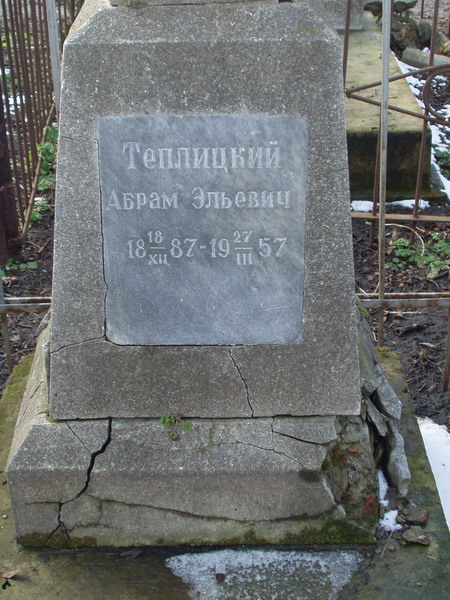 Теплицкий
Абрам Эльевич
18 18/XII 87-19 27/III 57